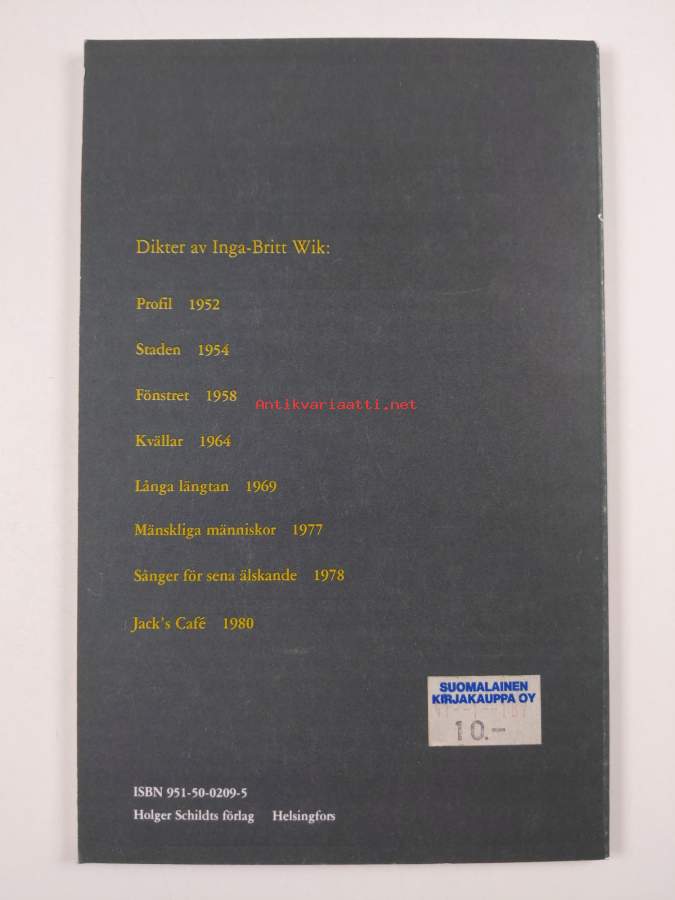 Dikter av Inga-Britt Wik:
Profil 1952
Staden 1954
Fönstret 1958
Antikvariaatti.net
Kvällar 1964
Långa längtan 1969
Mänskliga människor 1977
Sånger för sena älskande 1978
Jack's Café 1980
SUOMALAINEN
KIRJAKAUPPA OY
10.-
ISBN 951-50-0209-5
Holger Schildts förlag Helsingfors